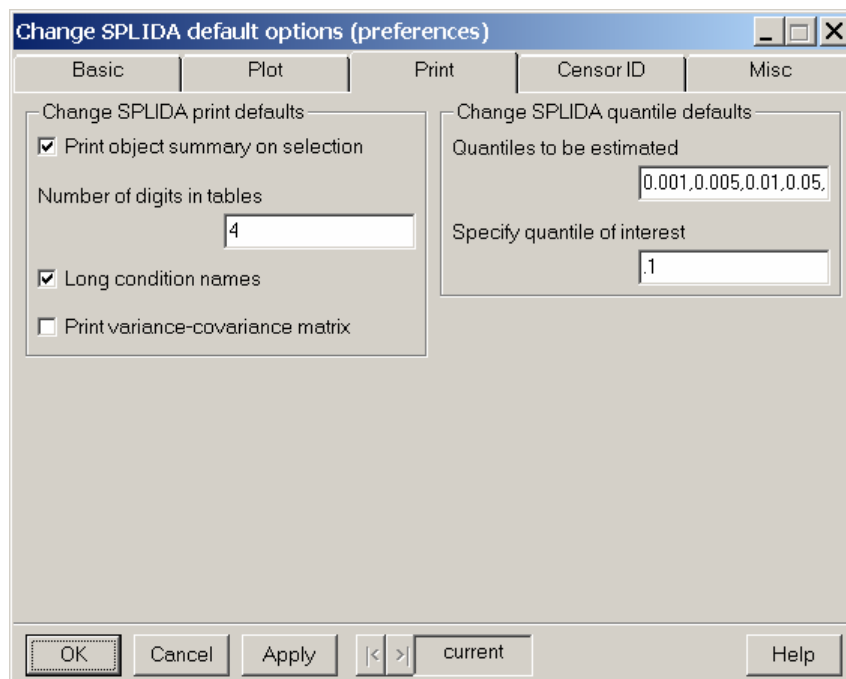 Change SPLIDA default options (preferences)
Basic Plot Print Censor ID Misc
Change SPLIDA print defaults
Print object summary on selection
Number of digits in tables
4
Long condition names
Print variance-covariance matrix
Change SPLIDA quantile defaults
Quantiles to be estimated
0.001,0.005,0.01,0.05,
Specify quantile of interest
.1
OK Cancel Apply |< >| current Help